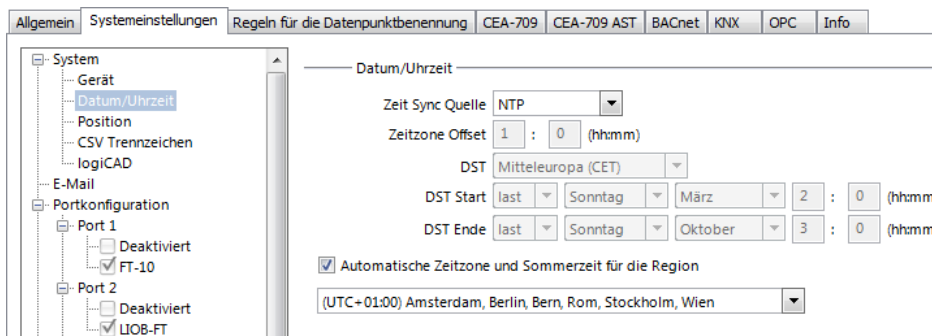 Allgemein Systemeinstellungen Regeln für die Datenpunktbenennung CEA-709 CEA-709 AST BACnet KNX OPC Info
System
Gerät
Datum/Uhrzeit
Position
CSV Trennzeichen
logiCAD
E-Mail
Portkonfiguration
Port 1
Deaktiviert
FT-10
Port 2
Deaktiviert
LIOB-FT
Datum/Uhrzeit
Zeit Sync Quelle NTP
Zeitzone Offset 1 : 0 (hh:mm)
DST Mitteleuropa (CET)
DST Start last Sonntag März 2 : 0 (hh:mm
DST Ende last Sonntag Oktober 3 : 0 (hh:mm
Automatische Zeitzone und Sommerzeit für die Region
(UTC+01:00) Amsterdam, Berlin, Bern, Rom, Stockholm, Wien